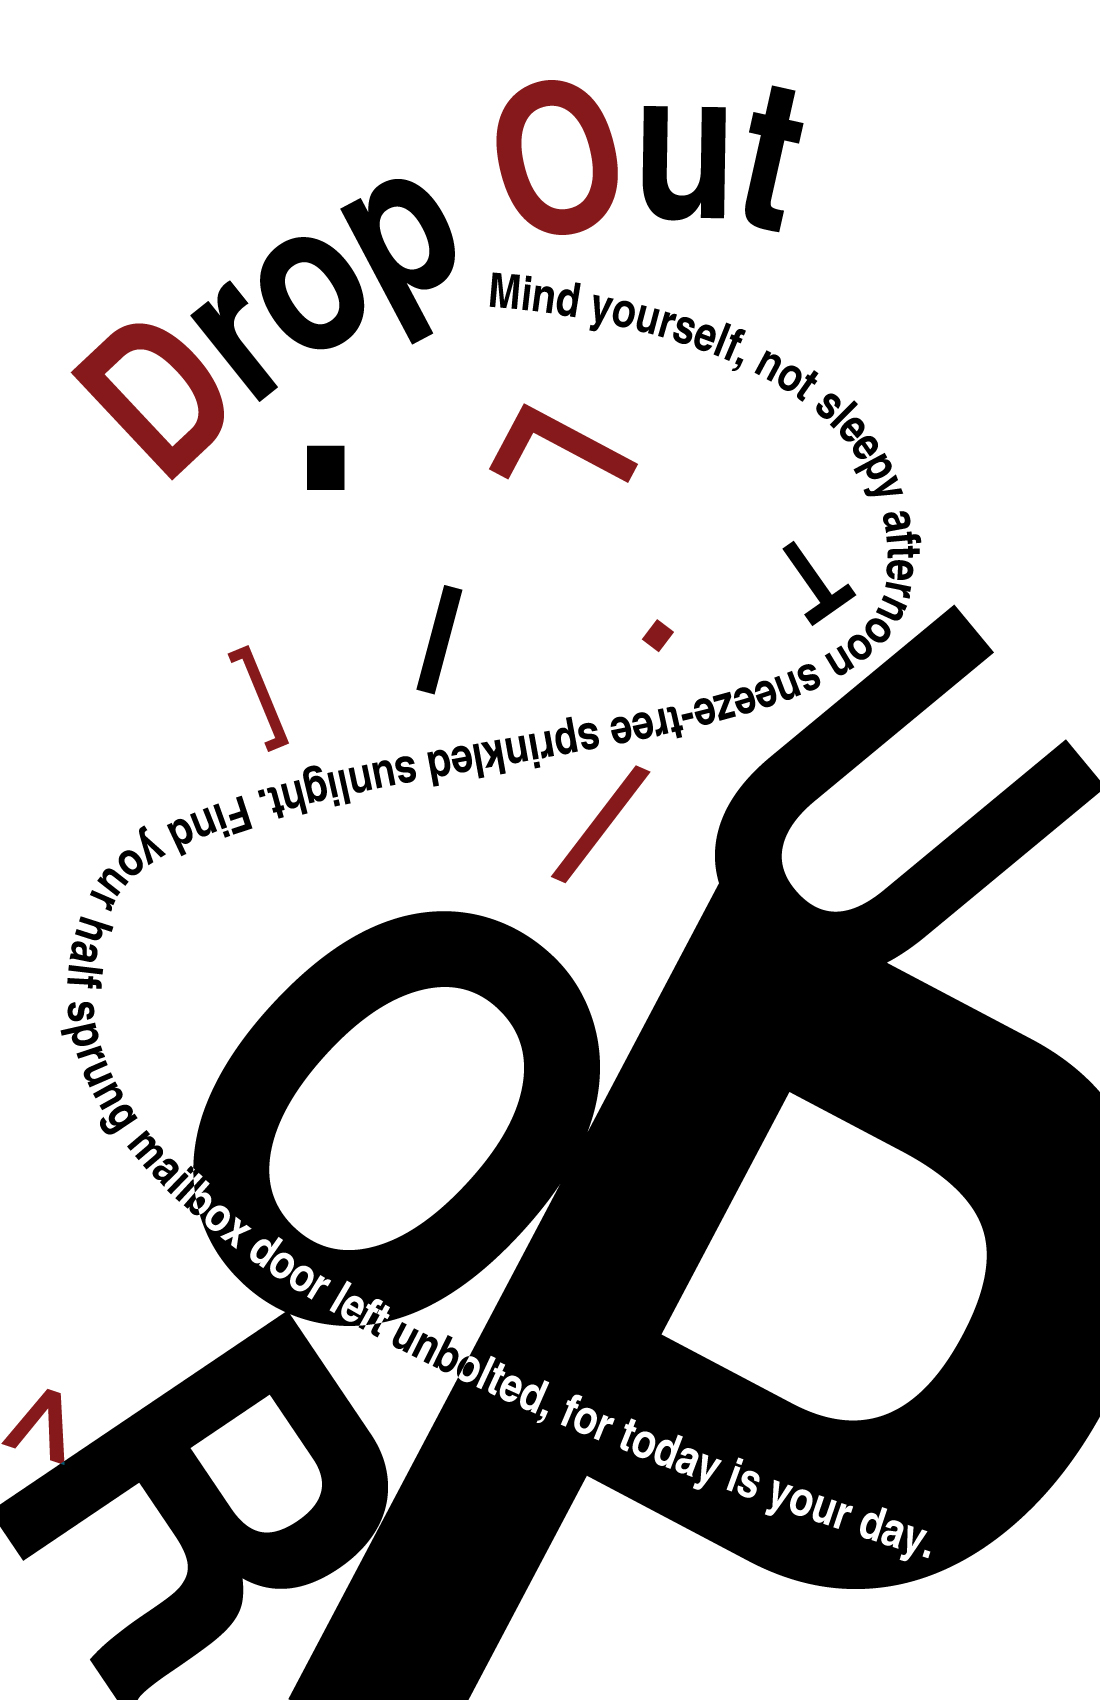 Drop Out
Mind yourself, not sleepy afternoon sneeze-tree sprinkled sunlight. Find your half sprung mailbox door left unbolted, for today is your day.
U
O
P
R